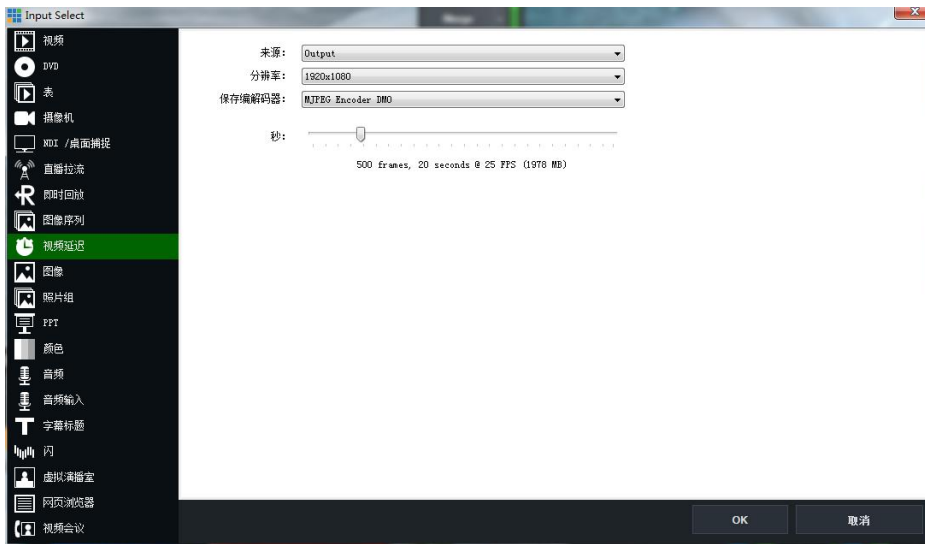 Input Select
视频
DVD
表
摄像机
NDI /桌面捕捉
直播拉流
即时回放
图像序列
视频延迟
图像
照片组
PPT
颜色
音频
音频输入
字幕标题
闪
虚拟演播室
网页浏览器
视频会议
来源: Output
分辨率: 1920x1080
保存编解码器: MJPEG Encoder DMO
秒:
500 frames, 20 seconds @ 25 FPS (1978 MB)
OK
取消